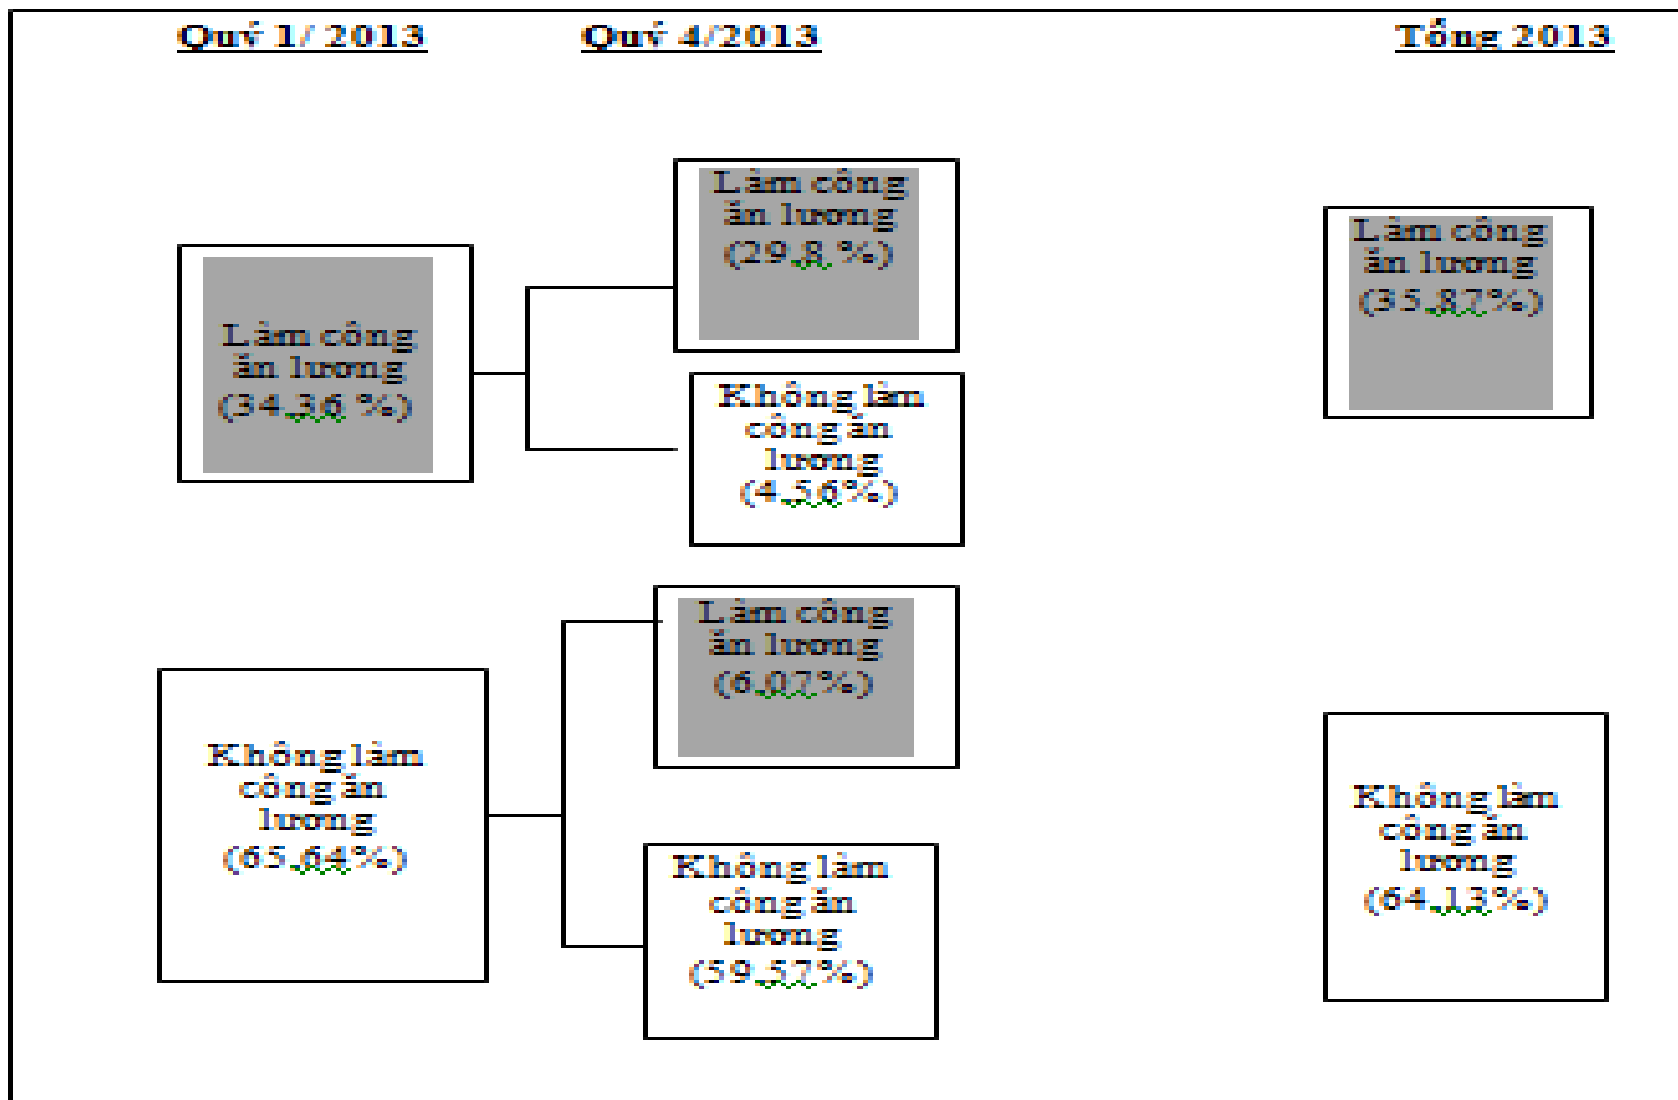 Quý 1/ 2013
Quý 4/2013
Tổng 2013
Làm công
ăn lương
(34.36 %)
Làm công
ăn lương
(29.8 %)
Không làm
công ăn
lương
(4.56%)
Làm công
ăn lương
(35.87%)
Không làm
công ăn
lương
(65.64%)
Làm công
ăn lương
(6.07%)
Không làm
công ăn
lương
(59.57%)
Không làm
công ăn
lương
(64.13%)